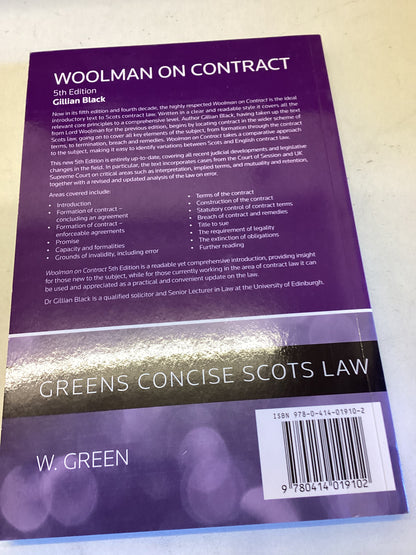 WOOLMAN ON CONTRACT
5th Edition
Gillian Black
Now in its fifth edition and fourth decade, the highly respected Woolman on Contract is the ideal
introductory text to Scots contract law. Written in a clear and readable style it covers all the
relevant core principles to a comprehensive level. Author Gillian Black, having taken up the text
from Lord Woolman for the previous edition, begins by locating contract in the wider scheme of
Scots law, going on to cover all key elements of the subject, from formation through the contract
terms, to termination, breach and remedies. Woolman on Contract takes a comparative approach
to the subject, making it easy to identify variations between Scots and English contract law.
This new 5th Edition is entirely up-to-date, covering all recent judicial developments and legislative
changes in the field. In particular, the text incorporates cases from the Court of Session and UK
Supreme Court on critical areas such as interpretation, implied terms, and mutuality and retention,
together with a revised and updated analysis of the law on error.
Areas covered include:
• Introduction
• Formation of contract –
concluding an agreement
• Formation of contract –
enforceable agreements
• Promise
• Capacity and formalities
• Grounds of invalidity, including error
• Terms of the contract
• Construction of the contract
• Statutory control of contract terms
• Breach of contract and remedies
• Title to sue
• The requirement of legality
• The extinction of obligations
• Further reading
Woolman on Contract 5th Edition is a readable yet comprehensive introduction, providing insight
for those new to the subject, while for those currently working in the area of contract law it can
be used and appreciated as a practical and convenient update on the law.
Dr Gillian Black is a qualified solicitor and Senior Lecturer in Law at the University of Edinburgh.
GREENS CONCISE SCOTS LAW
W. GREEN
ISBN 978-0-414-01910-2
9 780414 019102